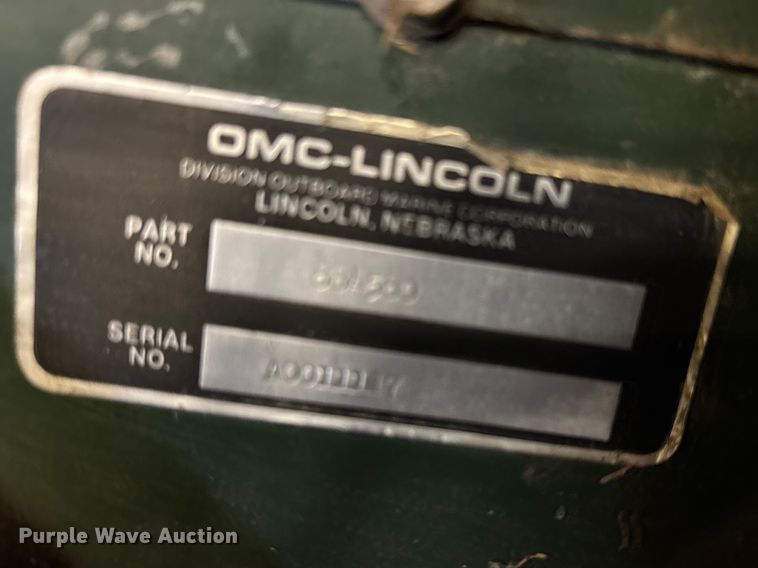 OMC-LINCOLN
DIVISION OUTBOARD MARINE CORPORATION
LINCOLN, NEBRASKA
PART
NO.
SERIAL
NO.
Purple Wave Auction